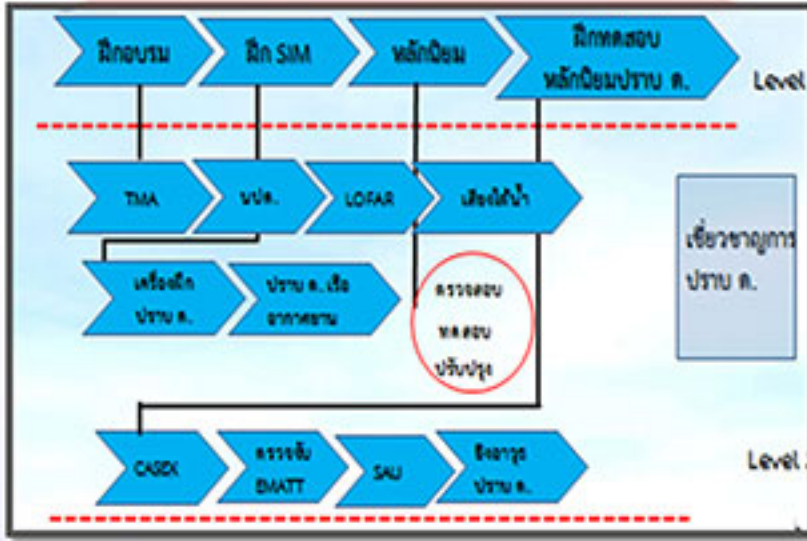 ฝึกอบรม
ฝึก SIM
หลักนิยม
ฝึกทดสอบ
หลักนิยมปราบ ด.
Level
TMA
นปด.
LOFAR
เสียงใต้น้ำ
เชี่ยวชาญการ
ปราบ ด.
เครื่องฝึก
ปราบ ด.
ปราบ ด. เรือ
อากาศยาน
ตรวจสอบ
ทดสอบ
ปรับปรุง
CASEX
ตรวจจับ
EMATT
SAU
ยิงอาวุธ
ปราบ ด.
Level